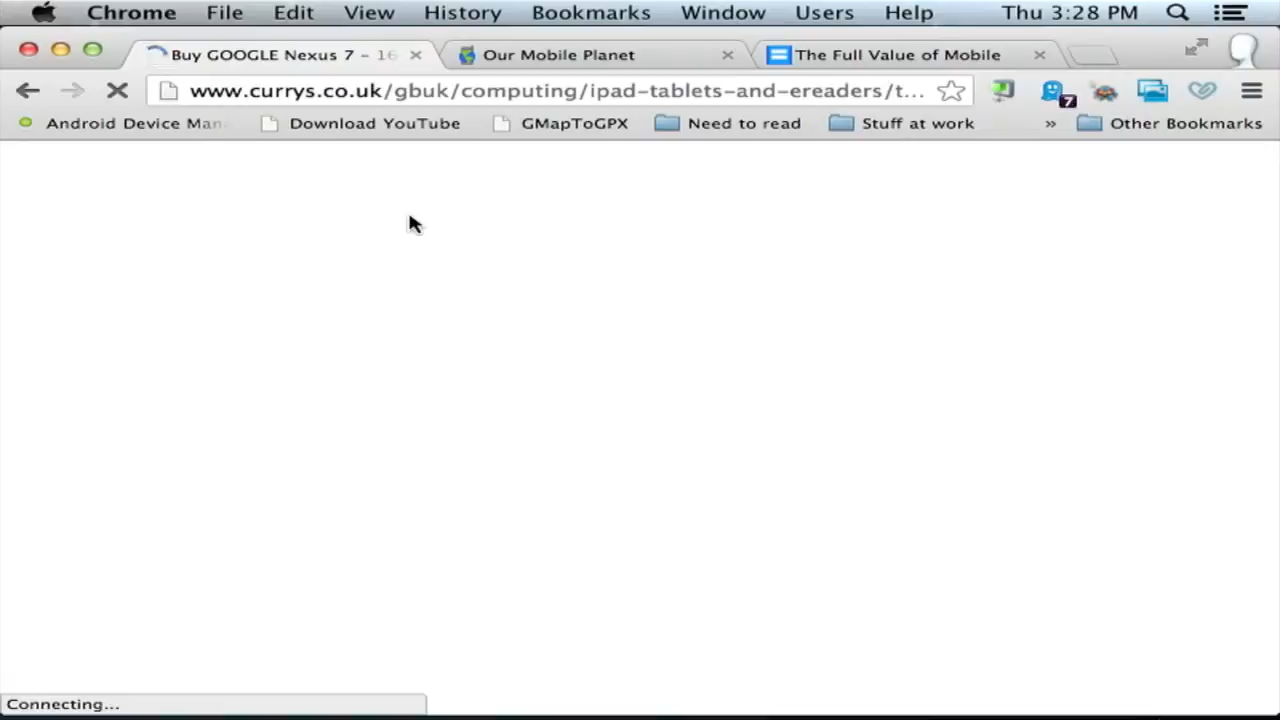 Chrome File Edit View History Bookmarks Window Users Help Thu 3:28 PM
Buy GOOGLE Nexus 7 – 16 Our Mobile Planet The Full Value of Mobile
www.currys.co.uk/gbuk/computing/ipad-tablets-and-ereaders/t... 7
Android Device Man Download YouTube GMapToGPX Need to read Stuff at work » Other Bookmarks
Connecting...